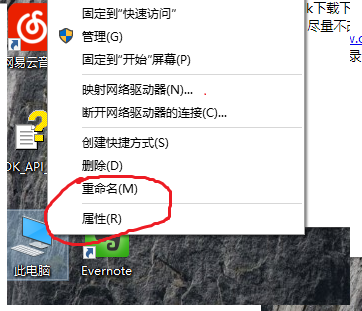 固定到“快速访问”
管理(G)
固定到“开始”屏幕(P)
映射网络驱动器(N)...
断开网络驱动器的连接(C)...
创建快捷方式(S)
删除(D)
重命名(M)
属性(R)
k下载下
尽量不
录
网易云音
OK_API_
此电脑
Evernote